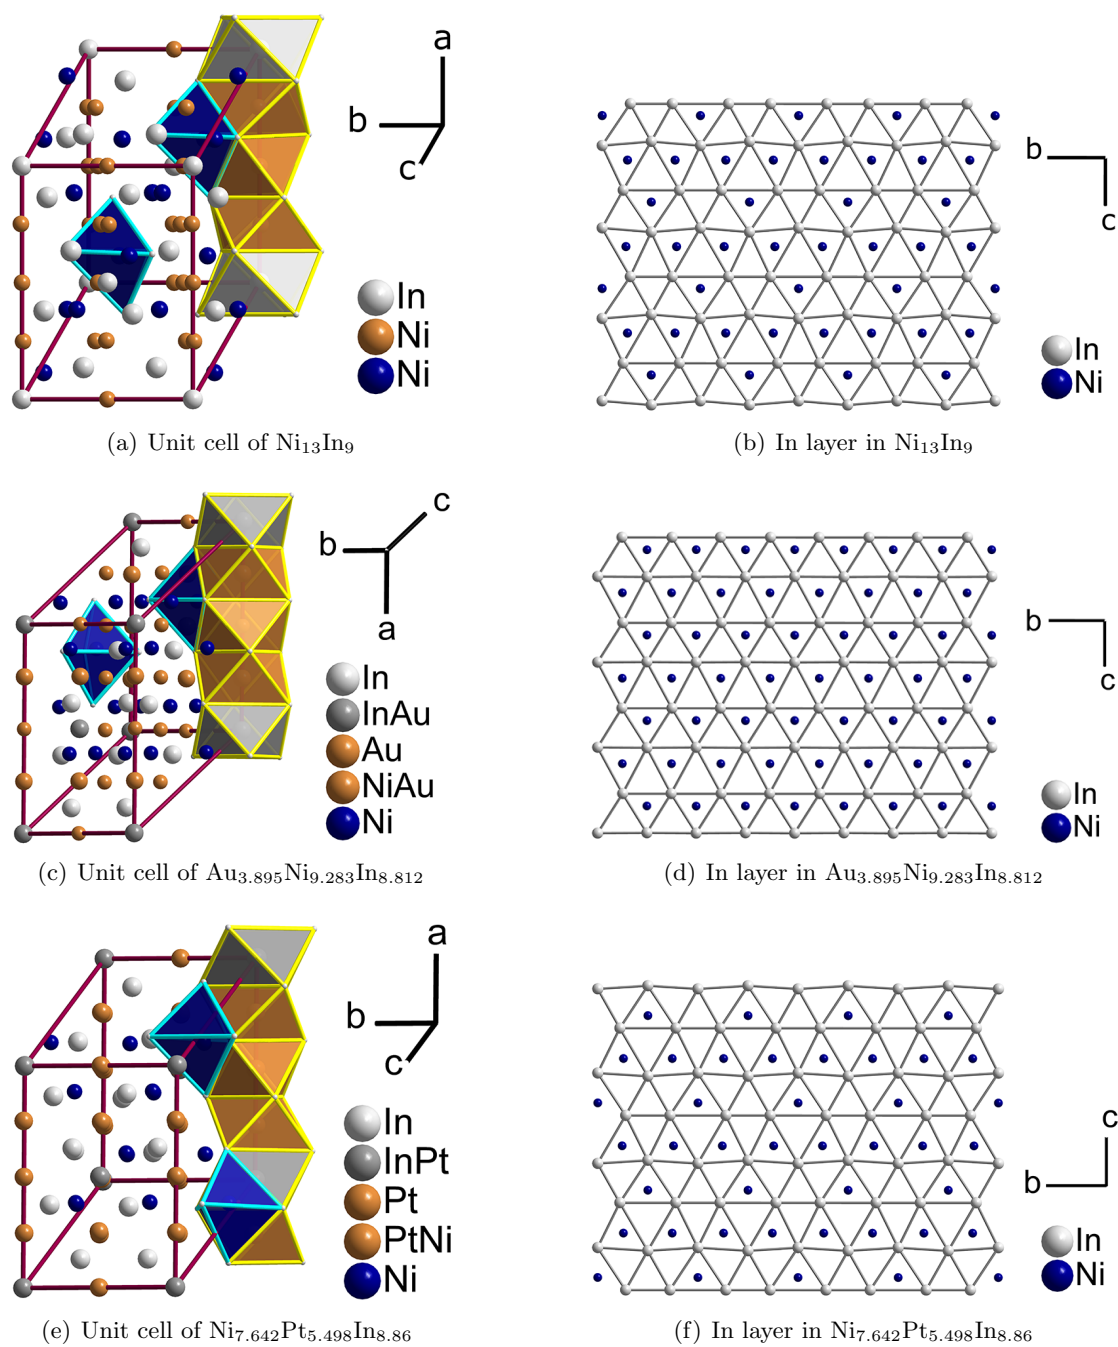 a
b
c
In
Ni
Ni
(a) Unit cell of Ni₁₃In₉
b
c
In
Ni
(b) In layer in Ni₁₃In₉
c
b
a
In
InAu
Au
NiAu
Ni
(c) Unit cell of Au₃.₈₉₅Ni₉.₂₈₃In₈.₈₁₂
b
c
In
Ni
(d) In layer in Au₃.₈₉₅Ni₉.₂₈₃In₈.₈₁₂
a
b
c
In
InPt
Pt
PtNi
Ni
(e) Unit cell of Ni₇.₆₄₂Pt₅.₄₉₈In₈.₈₆
c
b
In
Ni
(f) In layer in Ni₇.₆₄₂Pt₅.₄₉₈In₈.₈₆